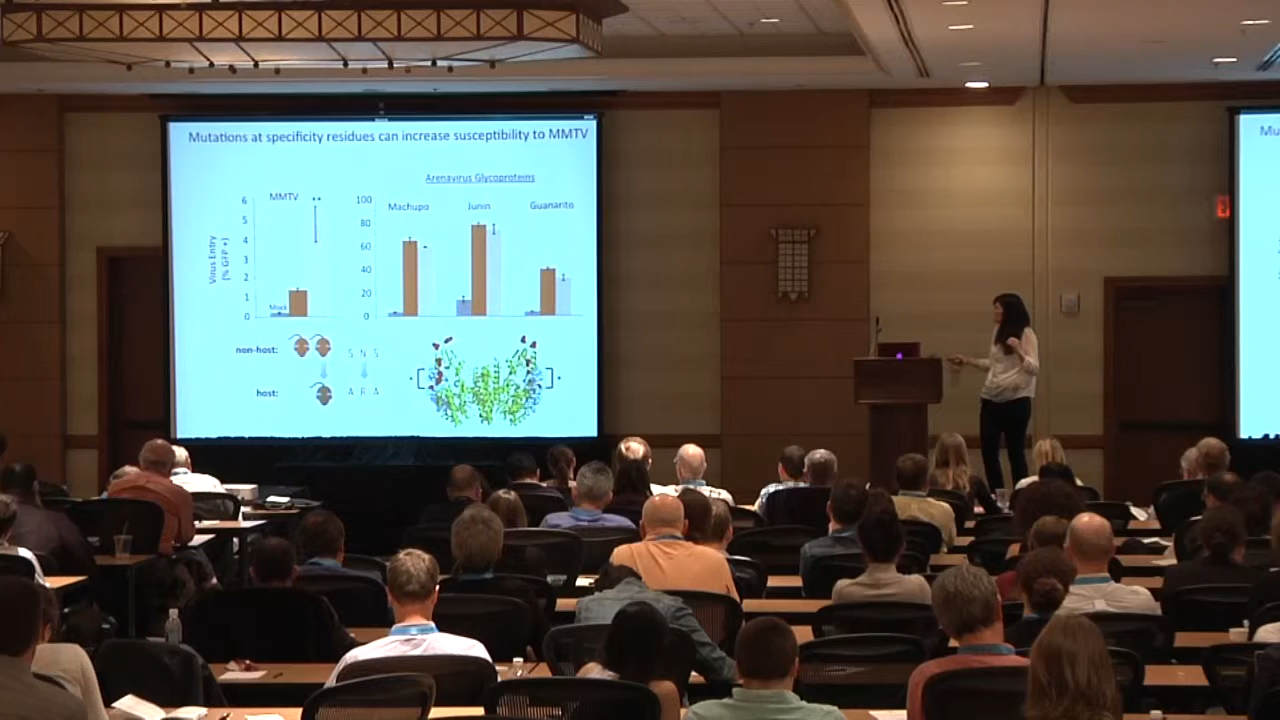 Mutations at specificity residues can increase susceptibility to MMTV
Arenavirus Glycoproteins
MMTV
**
Machupo
Junin
Guanarito
Virus Entry
(% GFP +)
6
5
4
3
2
1
0
Mock
100
80
60
40
20
0
non-host:
S N S
host:
A R A
Mu